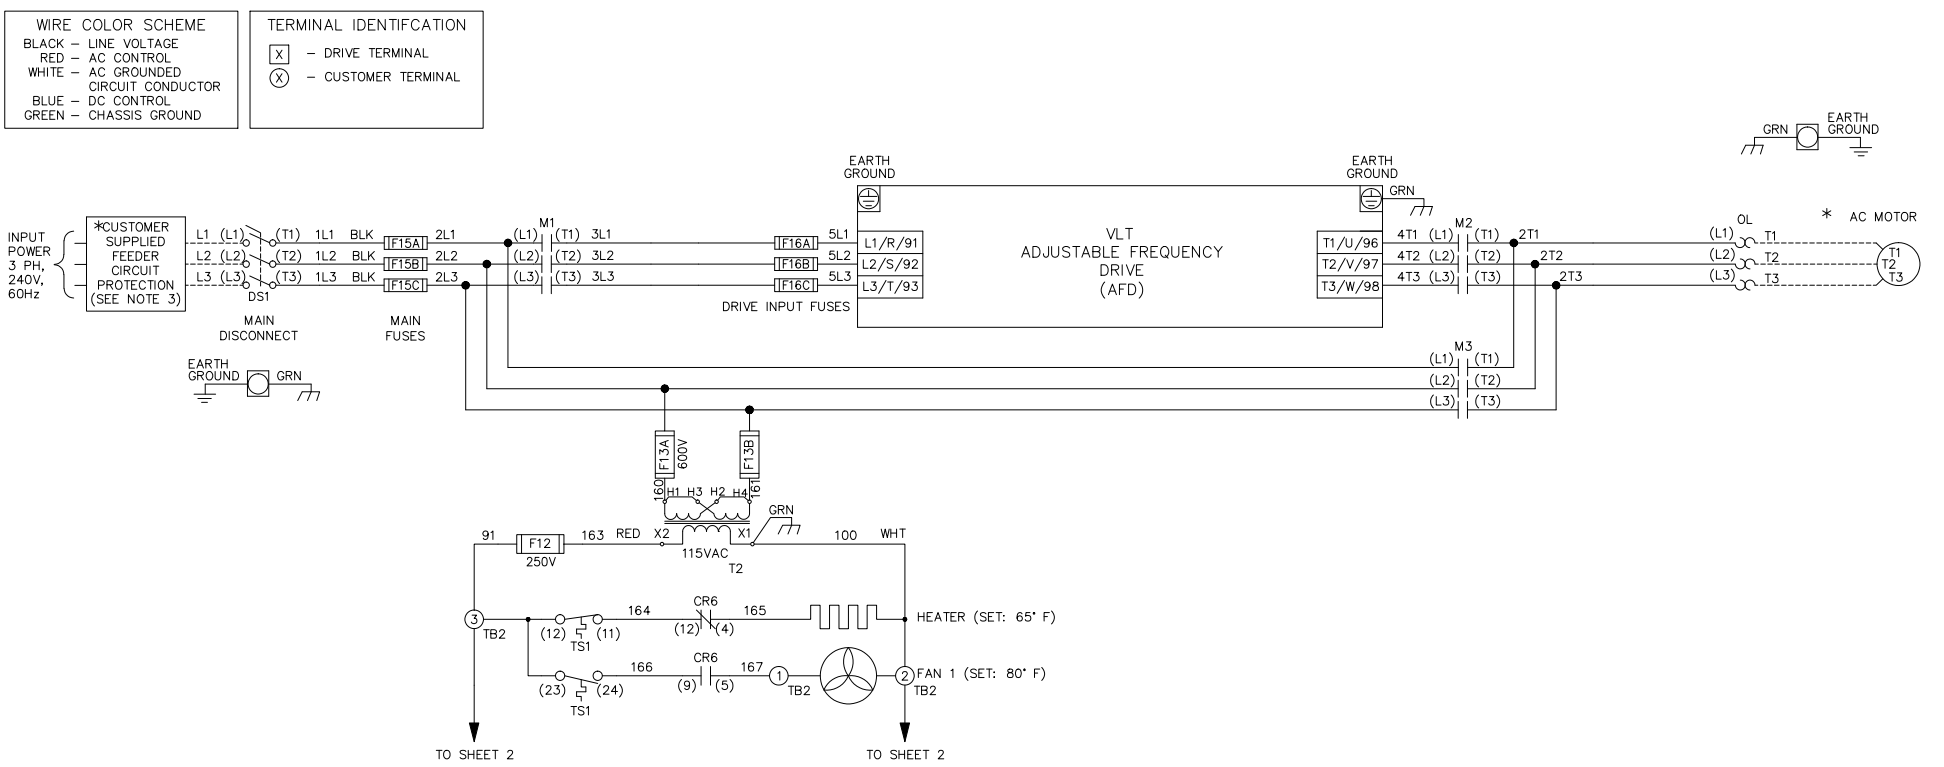 WIRE COLOR SCHEME
BLACK – LINE VOLTAGE
RED – AC CONTROL
WHITE – AC GROUNDED
CIRCUIT CONDUCTOR
BLUE – DC CONTROL
GREEN – CHASSIS GROUND
TERMINAL IDENTIFCATION
X – DRIVE TERMINAL
X – CUSTOMER TERMINAL
INPUT
POWER
3 PH,
240V,
60Hz
*CUSTOMER
SUPPLIED
FEEDER
CIRCUIT
PROTECTION
(SEE NOTE 3)
L1 (L1) (T1) 1L1 BLK F15A 2L1 (L1) M1 (T1) 3L1 F16A 5L1 L1/R/91
L2 (L2) (T2) 1L2 BLK F15B 2L2 (L2) (T2) 3L2 F16B 5L2 L2/S/92
L3 (L3) (T3) 1L3 BLK F15C 2L3 (L3) (T3) 3L3 F16C 5L3 L3/T/93
DS1
MAIN
DISCONNECT
MAIN
FUSES
DRIVE INPUT FUSES
EARTH
GROUND
GRN
EARTH
GROUND
VLT
ADJUSTABLE FREQUENCY
DRIVE
(AFD)
EARTH
GROUND
GRN
T1/U/96 4T1 (L1) M2 (T1) 2T1
T2/V/97 4T2 (L2) (T2) 2T2
T3/W/98 4T3 (L3) (T3) 2T3
GRN
EARTH
GROUND
OL
(L1) T1
(L2) T2
(L3) T3
* AC MOTOR
T1
T2
T3
M3
(L1) (T1)
(L2) (T2)
(L3) (T3)
F13A
600V
F13B
160
161
H1 H3 H2 H4
GRN
91 F12 163 RED X2 X1 100 WHT
250V
115VAC
T2
3
TB2
(12) (11)
TS1
164
CR6
(12) (4)
165
HEATER (SET: 65° F)
(23) (24)
TS1
166
CR6
(9) (5)
167
1
TB2
2
TB2
FAN 1 (SET: 80° F)
TO SHEET 2
TO SHEET 2